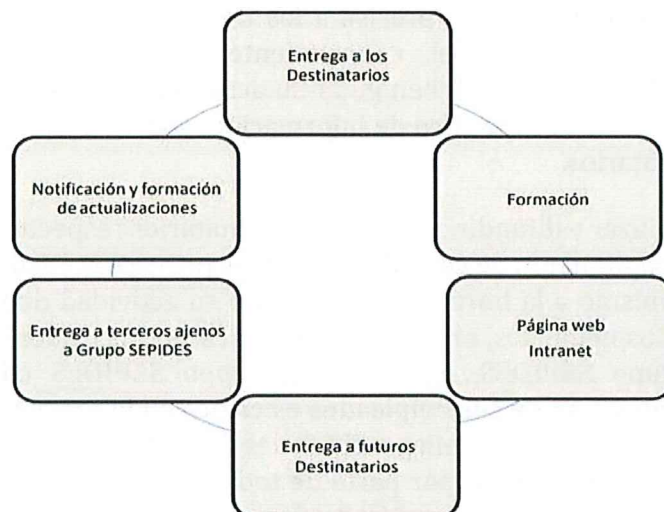 Entrega a los
Destinatarios
Formación
Página web
Intranet
Entrega a futuros
Destinatarios
Entrega a terceros ajenos
a Grupo SEPIDES
Notificación y formación
de actualizaciones